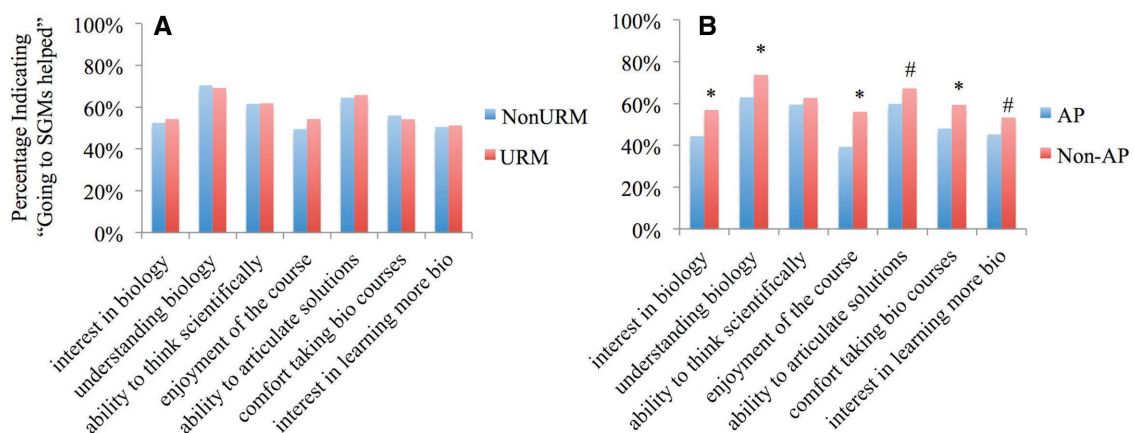 Percentage Indicating
“Going to SGMs helped”
A
100%
80%
60%
40%
20%
0%
NonURM
URM
interest in biology
understanding biology
ability to think scientifically
enjoyment of the course
ability to articulate solutions
comfort taking bio courses
interest in learning more bio
B
100%
80%
60%
40%
20%
0%
*
*
*
#
*
#
AP
Non-AP
interest in biology
understanding biology
ability to think scientifically
enjoyment of the course
ability to articulate solutions
comfort taking bio courses
interest in learning more bio